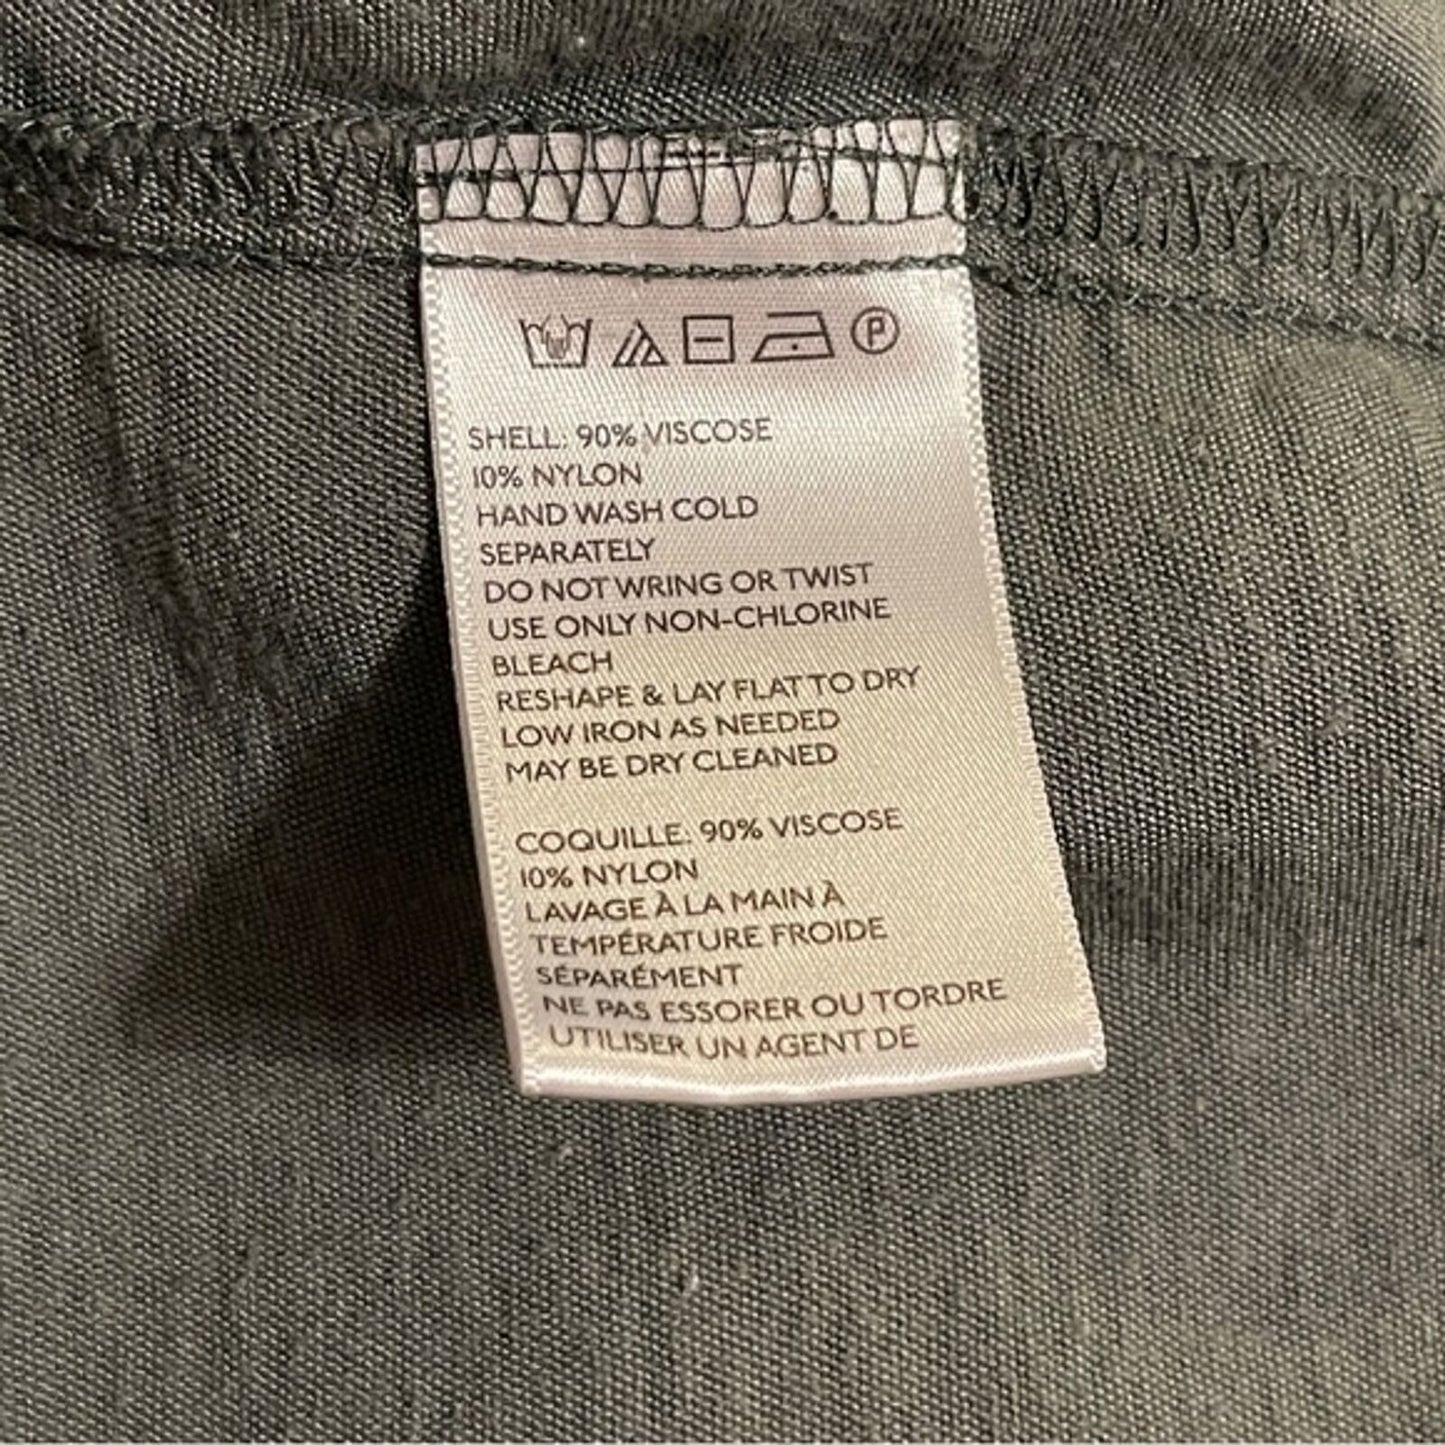 P
SHELL: 90% VISCOSE
10% NYLON
HAND WASH COLD
SEPARATELY
DO NOT WRING OR TWIST
USE ONLY NON-CHLORINE
BLEACH
RESHAPE & LAY FLAT TO DRY
LOW IRON AS NEEDED
MAY BE DRY CLEANED
COQUILLE: 90% VISCOSE
10% NYLON
LAVAGE À LA MAIN À
TEMPÉRATURE FROIDE
SÉPARÉMENT
NE PAS ESSORER OU TORDRE
UTILISER UN AGENT DE